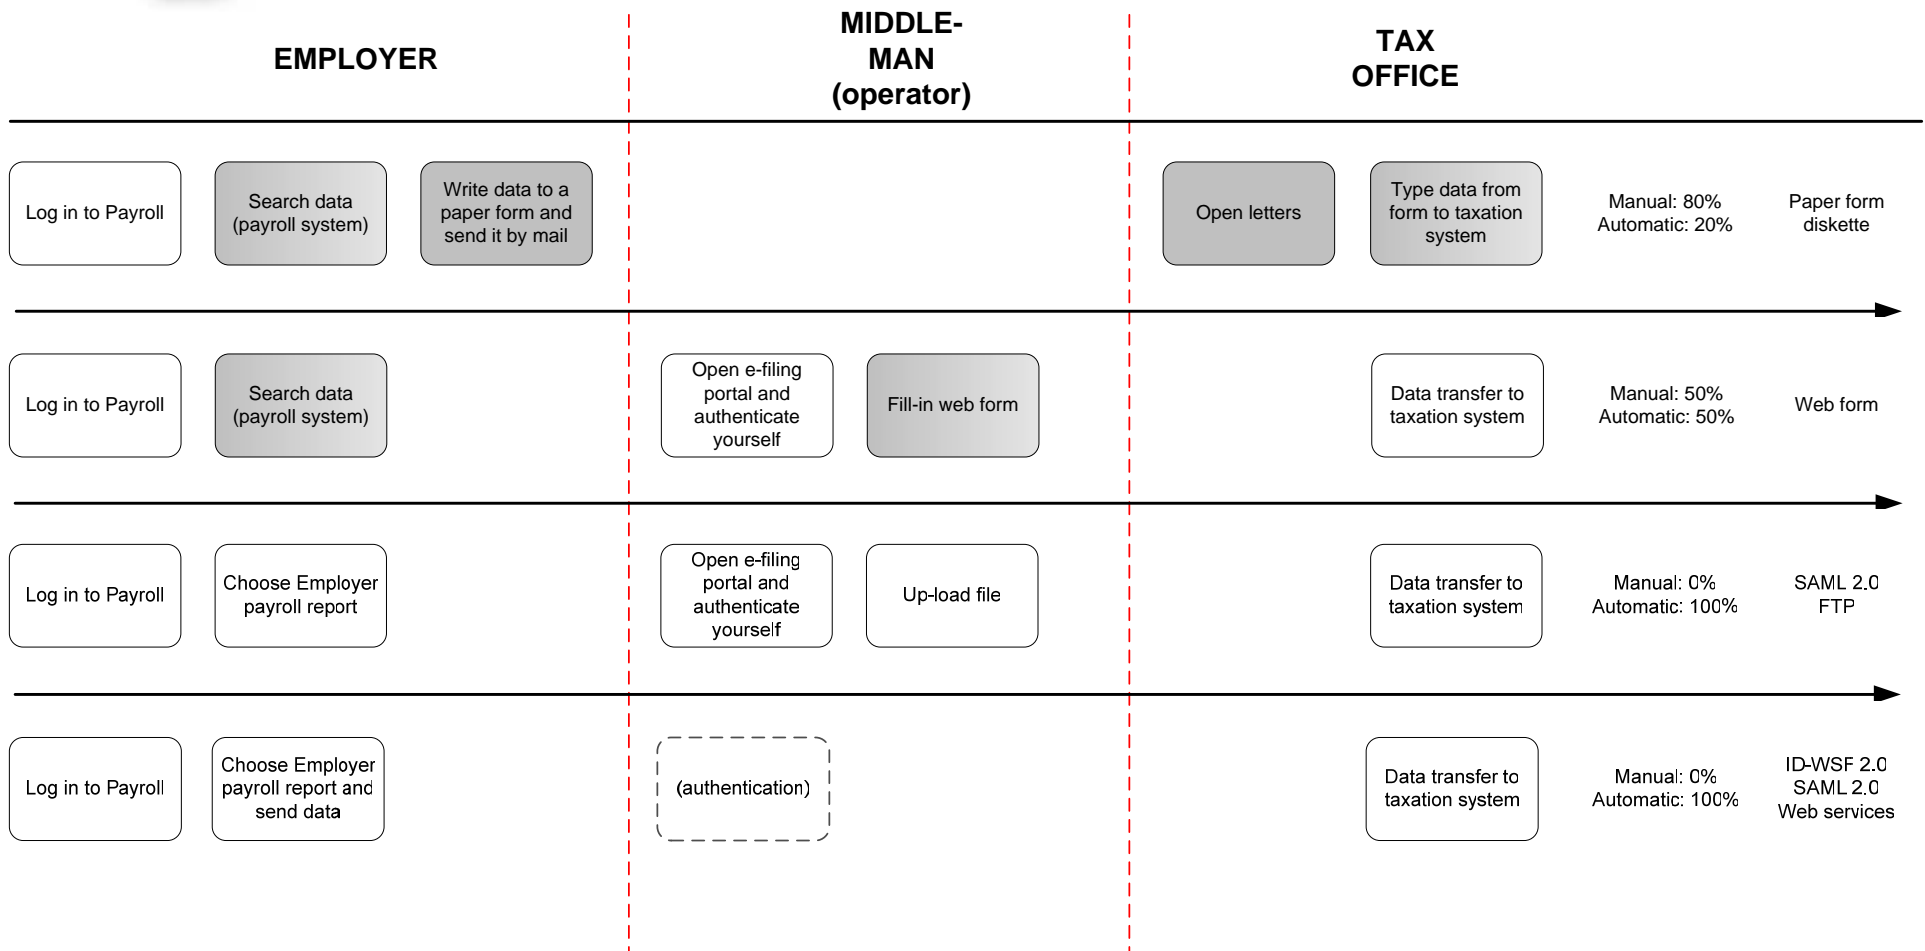 EMPLOYER
MIDDLE-
MAN
(operator)
TAX
OFFICE
Log in to Payroll
Search data
(payroll system)
Write data to a
paper form and
send it by mail
Open letters
Type data from
form to taxation
system
Manual: 80%
Automatic: 20%
Paper form
diskette
Log in to Payroll
Search data
(payroll system)
Open e-filing
portal and
authenticate
yourself
Fill-in web form
Data transfer to
taxation system
Manual: 50%
Automatic: 50%
Web form
Log in to Payroll
Choose Employer
payroll report
Open e-filing
portal and
authenticate
yourself
Up-load file
Data transfer to
taxation system
Manual: 0%
Automatic: 100%
SAML 2.0
FTP
Log in to Payroll
Choose Employer
payroll report and
send data
(authentication)
Data transfer to
taxation system
Manual: 0%
Automatic: 100%
ID-WSF 2.0
SAML 2.0
Web services